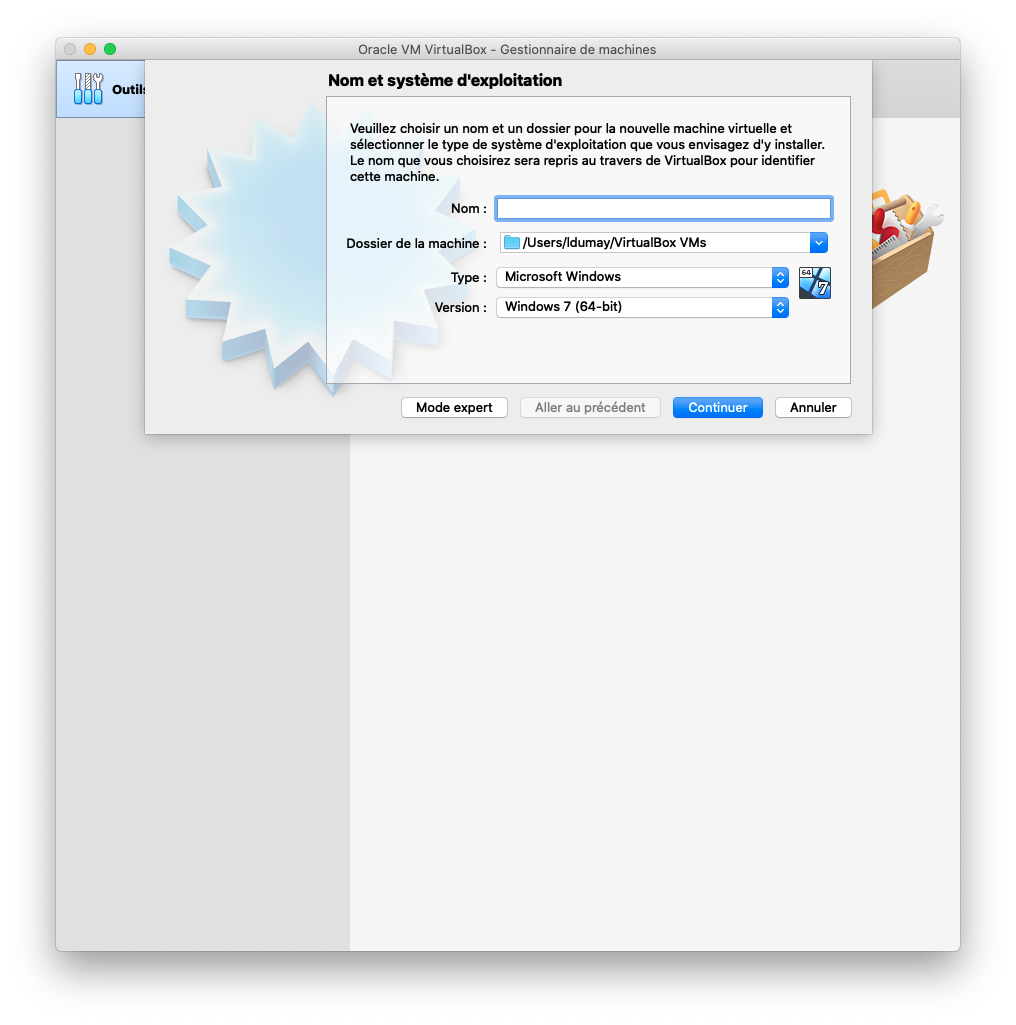 Oracle VM VirtualBox - Gestionnaire de machines
Outils
Nom et système d'exploitation
Veuillez choisir un nom et un dossier pour la nouvelle machine virtuelle et
sélectionner le type de système d'exploitation que vous envisagez d'y installer.
Le nom que vous choisirez sera repris au travers de VirtualBox pour identifier
cette machine.
Nom :
Dossier de la machine : /Users/ldumay/VirtualBox VMs
Type : Microsoft Windows
64
7
Version : Windows 7 (64-bit)
Mode expert Aller au précédent Continuer Annuler